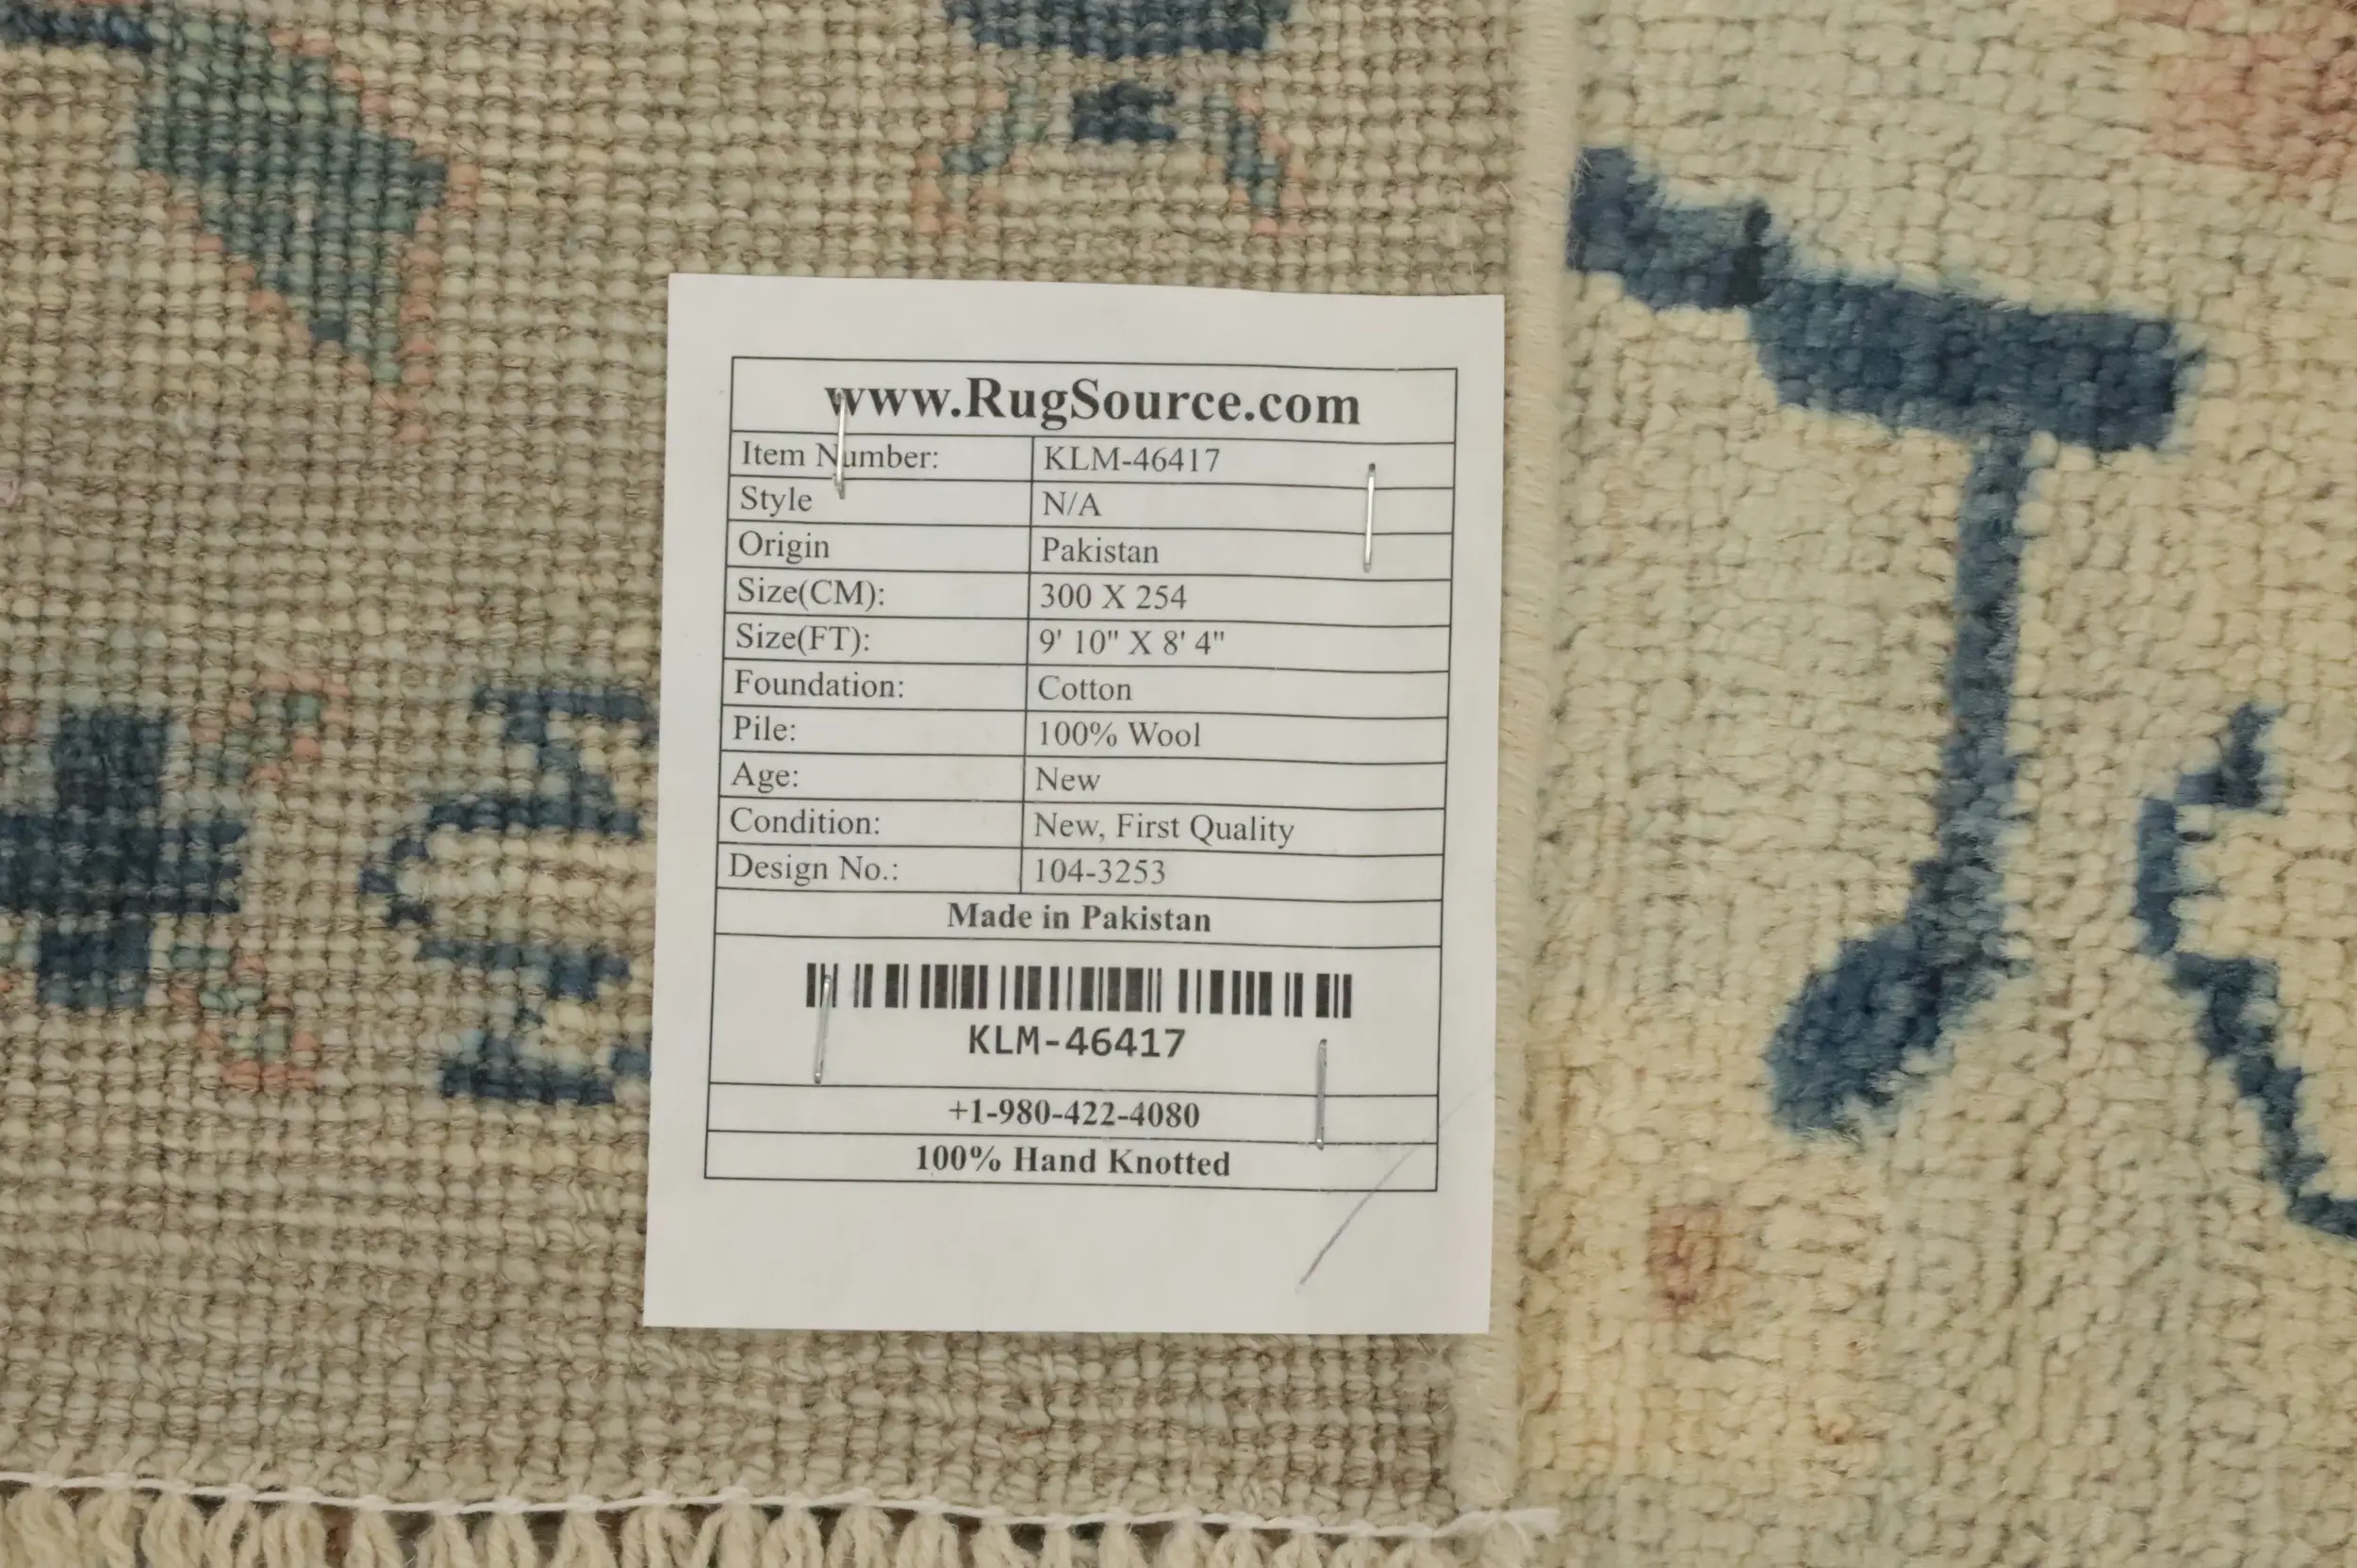 www.RugSource.com
Item Number: KLM-46417
Style N/A
Origin Pakistan
Size(CM): 300 X 254
Size(FT): 9' 10" X 8' 4"
Foundation: Cotton
Pile: 100% Wool
Age: New
Condition: New, First Quality
Design No.: 104-3253
Made in Pakistan
KLM-46417
+1-980-422-4080
100% Hand Knotted